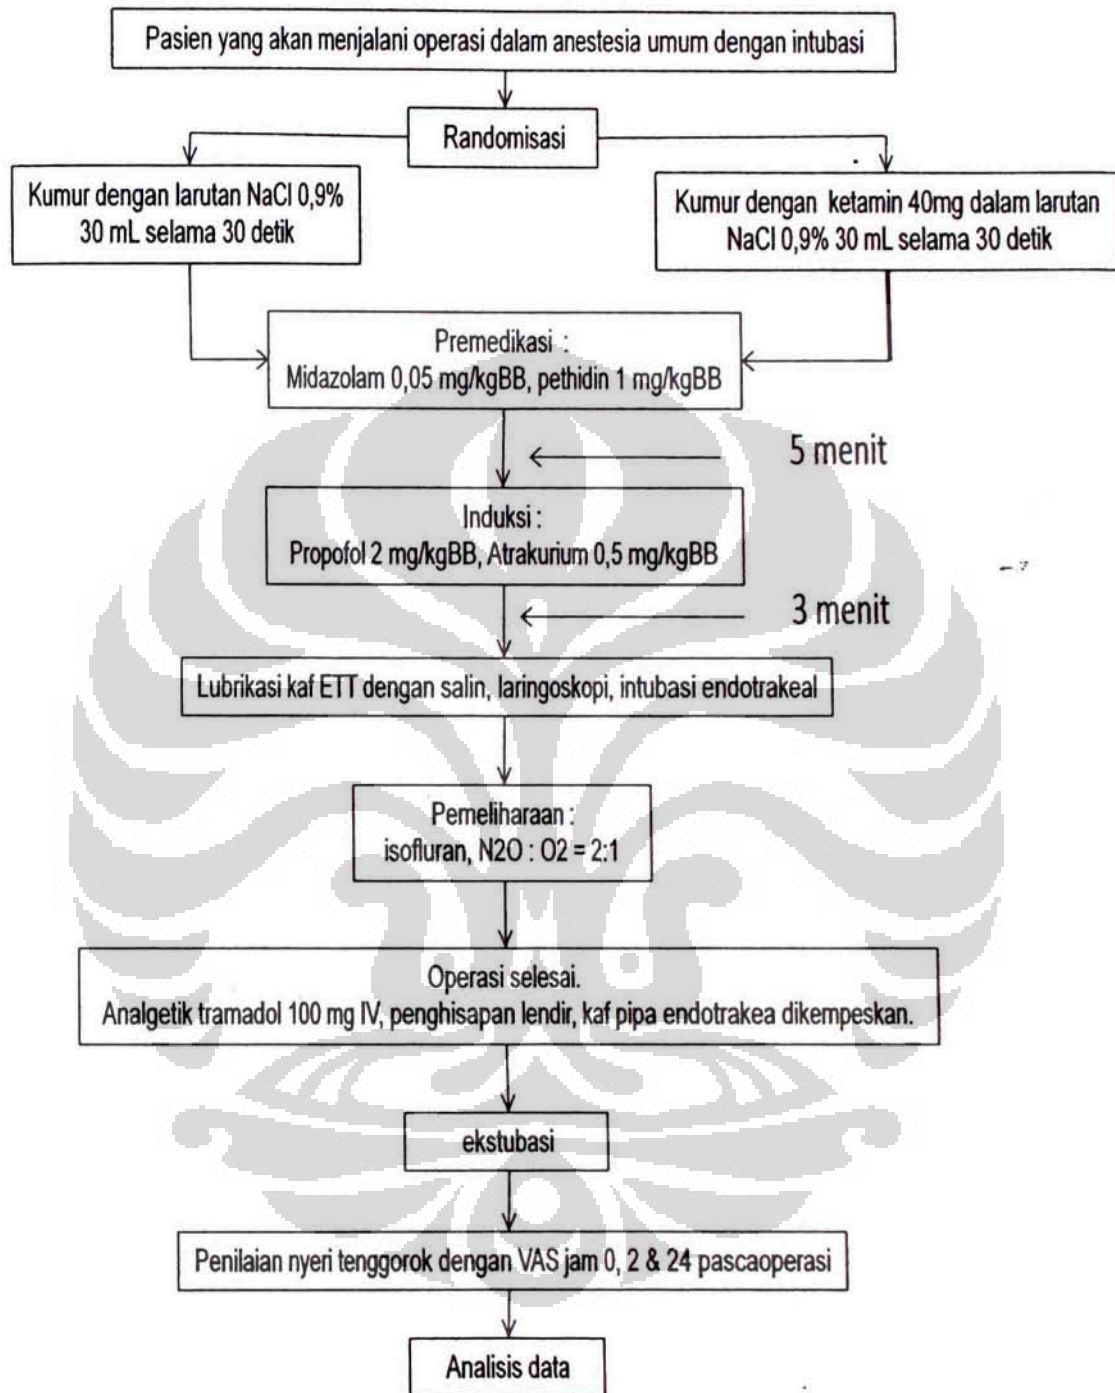 Pasien yang akan menjalani operasi dalam anestesia umum dengan intubasi
Randomisasi
Kumur dengan larutan NaCl 0,9%
30 mL selama 30 detik
Kumur dengan ketamin 40mg dalam larutan
NaCl 0,9% 30 mL selama 30 detik
Premedikasi :
Midazolam 0,05 mg/kgBB, pethidin 1 mg/kgBB
5 menit
Induksi :
Propofol 2 mg/kgBB, Atrakurium 0,5 mg/kgBB
3 menit
Lubrikasi kaf ETT dengan salin, laringoskopi, intubasi endotrakeal
Pemeliharaan :
isofluran, N2O : O2 = 2:1
Operasi selesai.
Analgetik tramadol 100 mg IV, penghisapan lendir, kaf pipa endotrakea dikempeskan.
ekstubasi
Penilaian nyeri tenggorok dengan VAS jam 0, 2 & 24 pascaoperasi
Analisis data